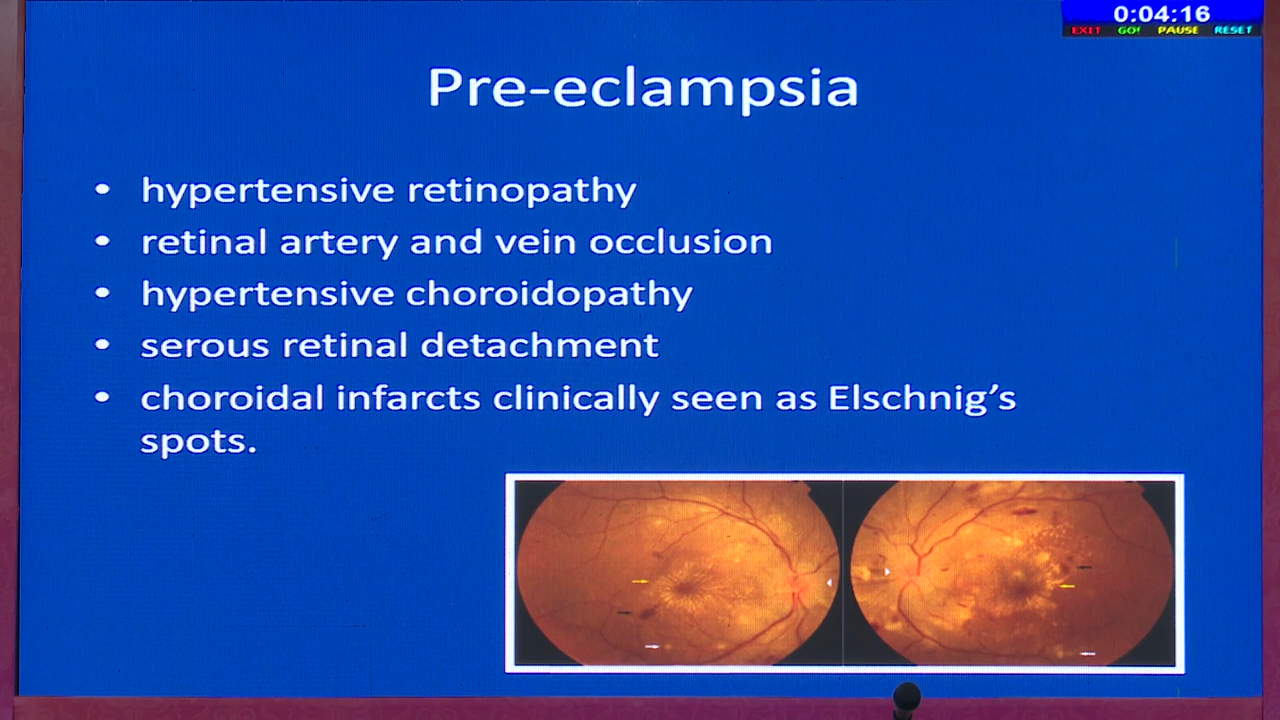 0:04:16
EXIT GO! PAUSE RESET
Pre-eclampsia
• hypertensive retinopathy
• retinal artery and vein occlusion
• hypertensive choroidopathy
• serous retinal detachment
• choroidal infarcts clinically seen as Elschnig’s
spots.